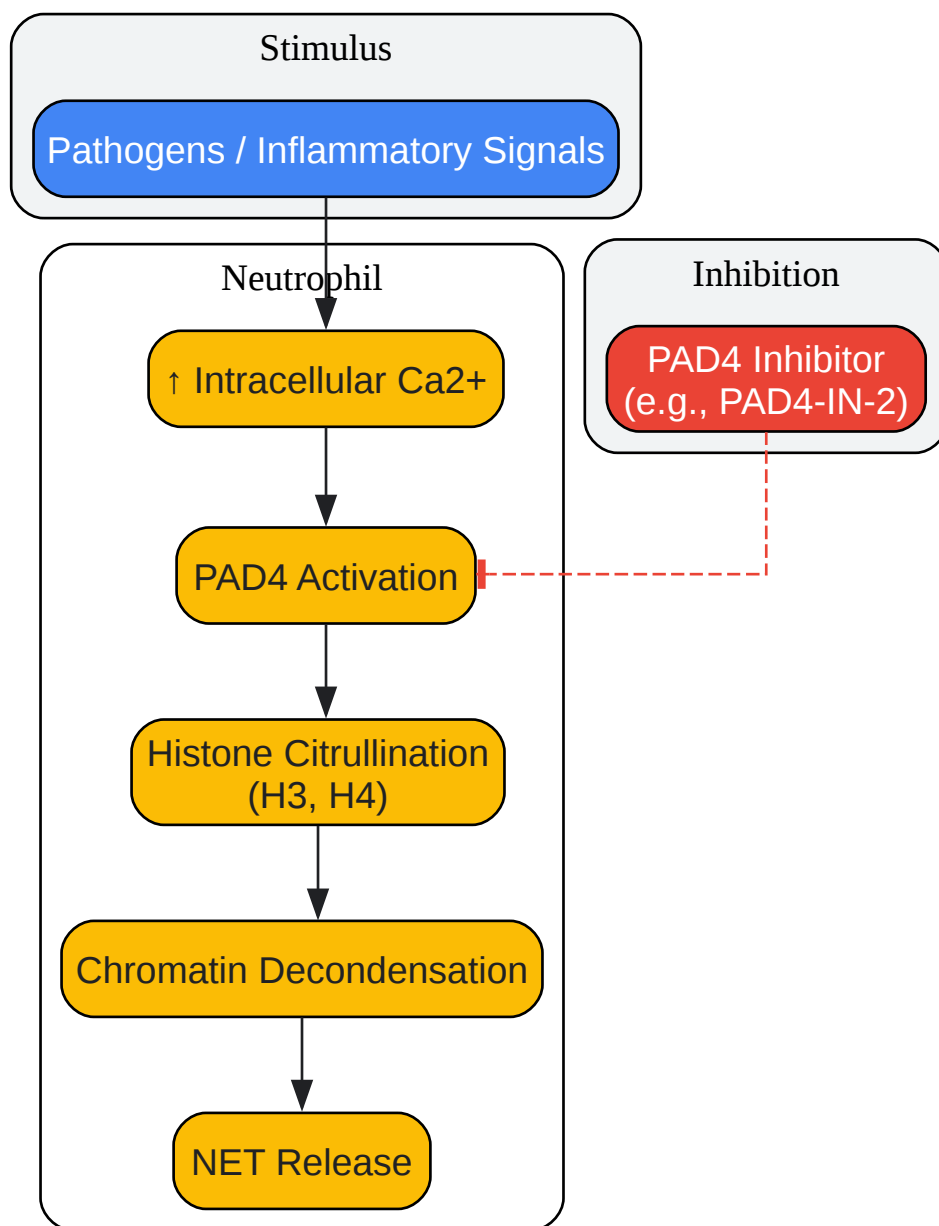 Stimulus
Pathogens / Inflammatory Signals
Neutrophil
↑ Intracellular Ca2+
PAD4 Activation
Histone Citrullination
(H3, H4)
Chromatin Decondensation
NET Release
Inhibition
PAD4 Inhibitor
(e.g., PAD4-IN-2)